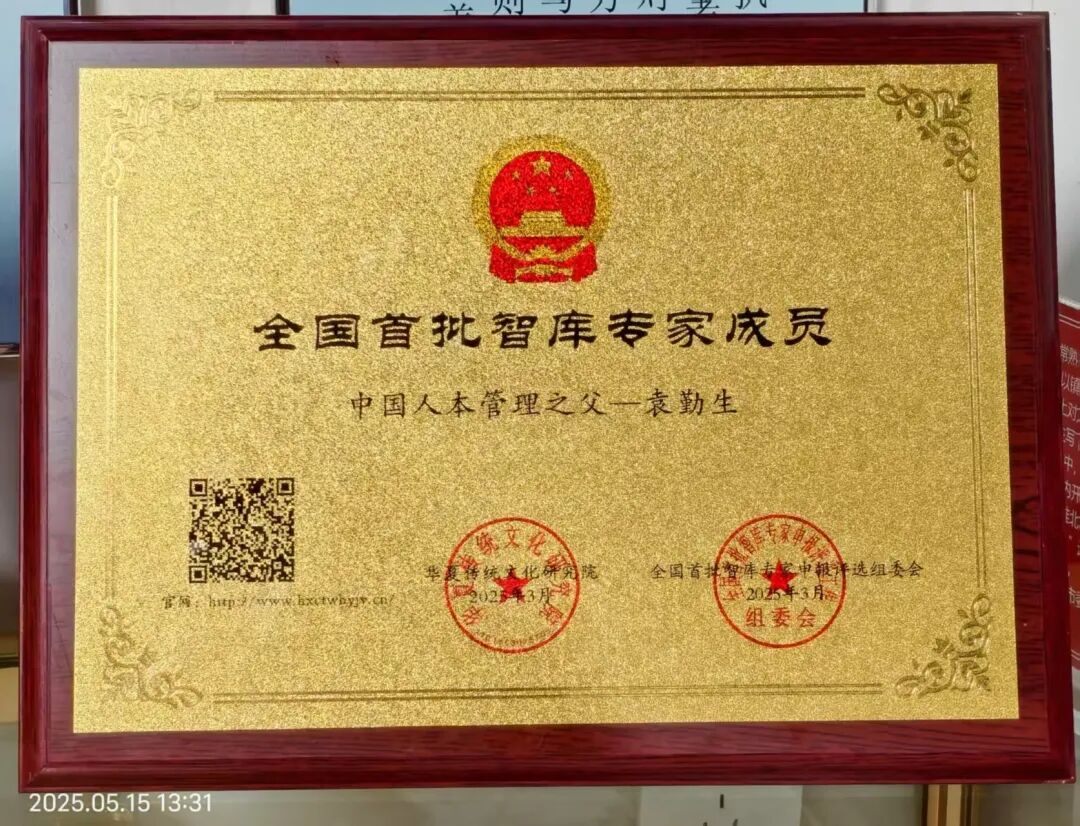 全国首批智库专家成员
中国人本管理之父—袁勤生
华夏传统文化研究院
2025年3月
全国首批智库专家申报评选组委会
2025年3月
组委会
官网：http://www.hxctwhyjy.cn/
2025.05.15 13:31